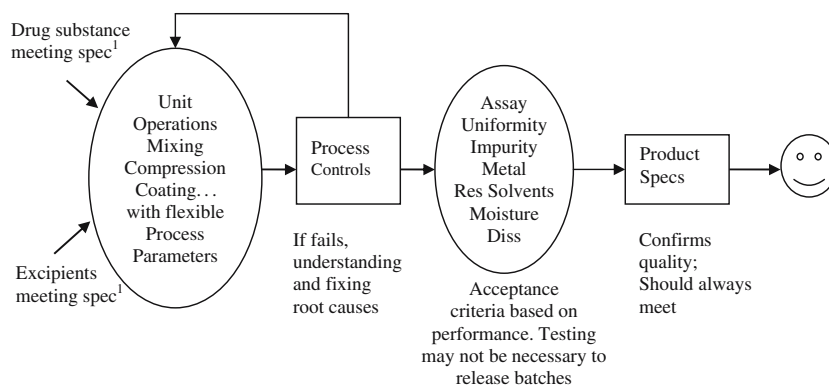 Drug substance
meeting spec1
Excipients
meeting spec1
Unit
Operations
Mixing
Compression
Coating…
with flexible
Process
Parameters
Process
Controls
If fails,
understanding
and fixing
root causes
Assay
Uniformity
Impurity
Metal
Res Solvents
Moisture
Diss
Acceptance
criteria based on
performance. Testing
may not be necessary to
release batches
Product
Specs
Confirms
quality;
Should always
meet